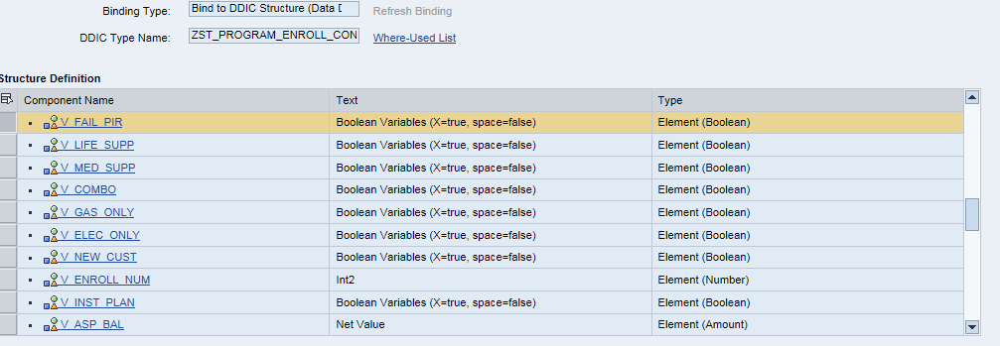 Binding Type: Bind to DDIC Structure (Data D Refresh Binding
DDIC Type Name: ZST_PROGRAM_ENROLL_CON Where-Used List
Structure Definition
Component Name Text Type
V_FAIL_PIR Boolean Variables (X=true, space=false) Element (Boolean)
V_LIFE_SUPP Boolean Variables (X=true, space=false) Element (Boolean)
V_MED_SUPP Boolean Variables (X=true, space=false) Element (Boolean)
V_COMBO Boolean Variables (X=true, space=false) Element (Boolean)
V_GAS_ONLY Boolean Variables (X=true, space=false) Element (Boolean)
V_ELEC_ONLY Boolean Variables (X=true, space=false) Element (Boolean)
V_NEW_CUST Boolean Variables (X=true, space=false) Element (Boolean)
V_ENROLL_NUM Int2 Element (Number)
V_INST_PLAN Boolean Variables (X=true, space=false) Element (Boolean)
V_ASP_BAL Net Value Element (Amount)